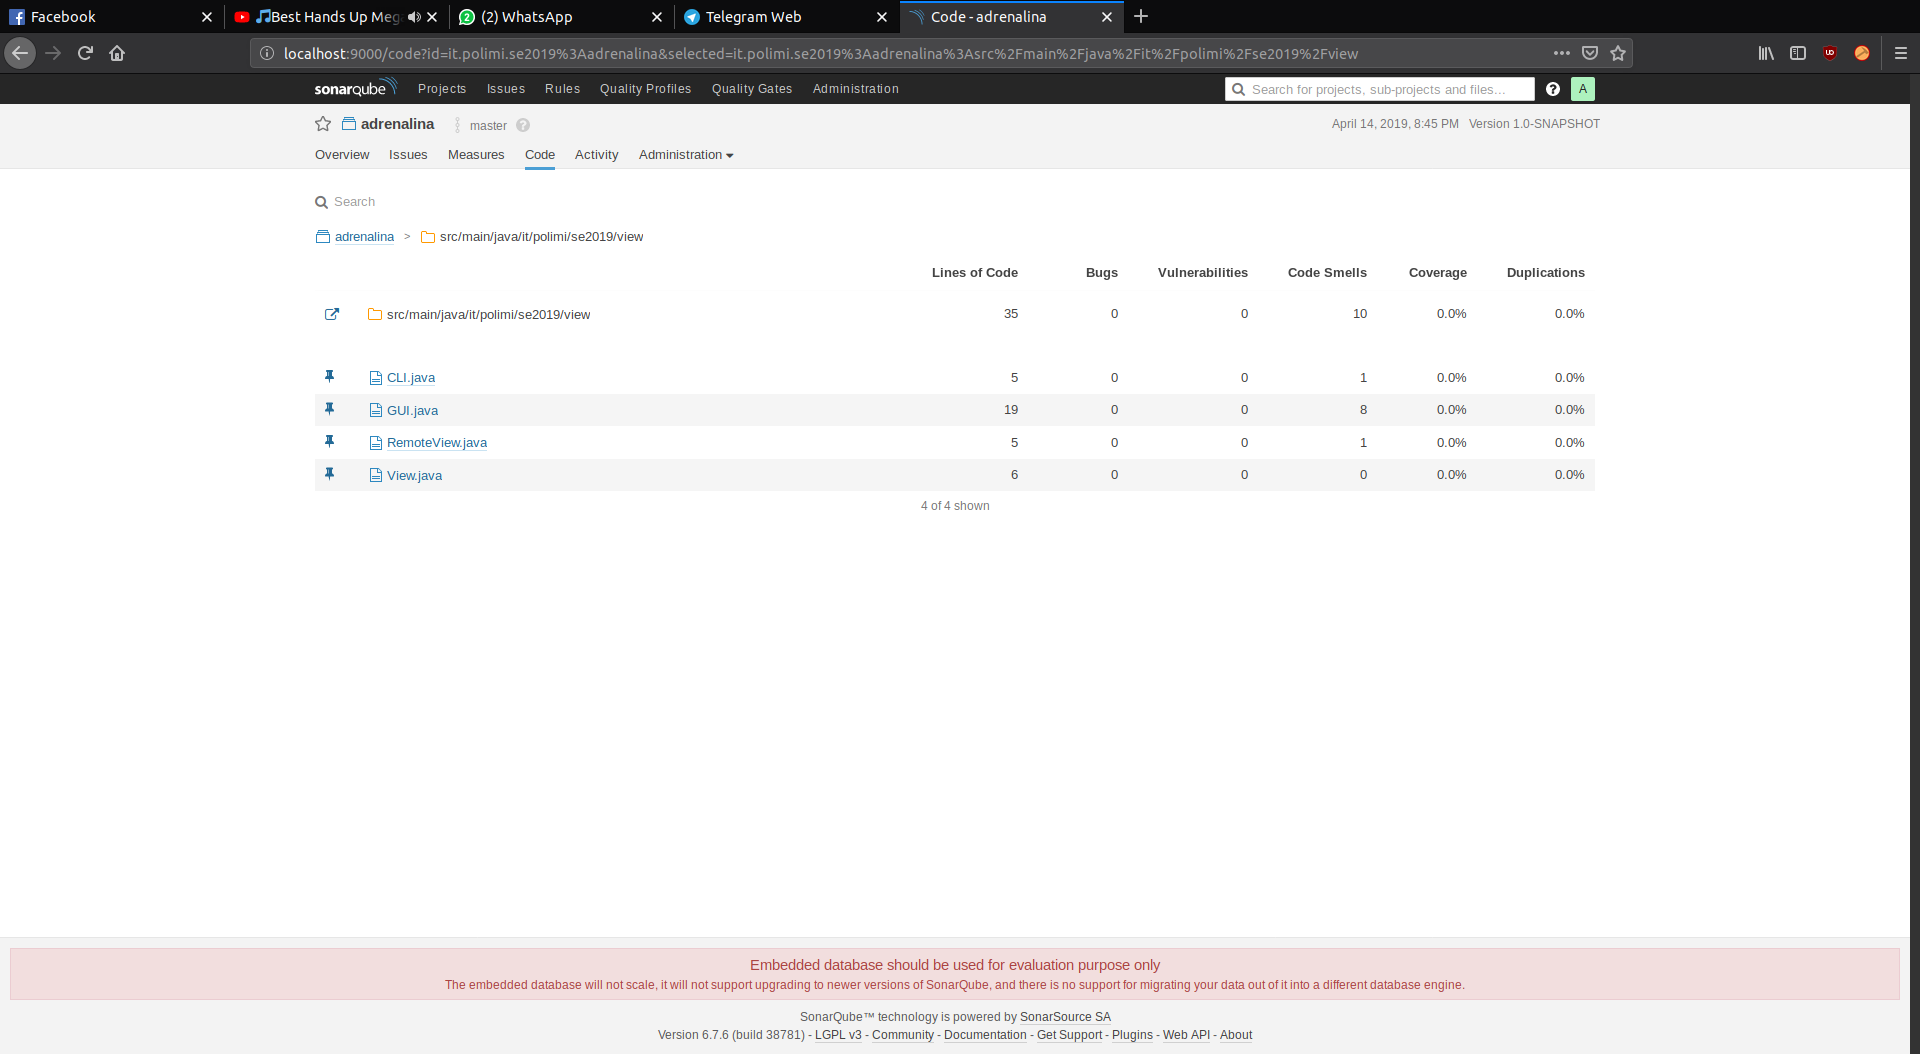 Facebook
Best Hands Up Meg
(2) WhatsApp
Telegram Web
Code - adrenalina
localhost:9000/code?id=it.polimi.se2019%3Aadrenalina&selected=it.polimi.se2019%3Aadrenalina%3Asrc%2Fmain%2Fjava%2Fit%2Fpolimi%2Fse2019%2Fview
sonarqube Projects Issues Rules Quality Profiles Quality Gates Administration Search for projects, sub-projects and files... A
adrenalina master April 14, 2019, 8:45 PM Version 1.0-SNAPSHOT
Overview Issues Measures Code Activity Administration
Search
adrenalina > src/main/java/it/polimi/se2019/view
Lines of Code Bugs Vulnerabilities Code Smells Coverage Duplications
src/main/java/it/polimi/se2019/view 35 0 0 10 0.0% 0.0%
CLI.java 5 0 0 1 0.0% 0.0%
GUI.java 19 0 0 8 0.0% 0.0%
RemoteView.java 5 0 0 1 0.0% 0.0%
View.java 6 0 0 0 0.0% 0.0%
4 of 4 shown
Embedded database should be used for evaluation purpose only
The embedded database will not scale, it will not support upgrading to newer versions of SonarQube, and there is no support for migrating your data out of it into a different database engine.
SonarQube™ technology is powered by SonarSource SA
Version 6.7.6 (build 38781) - LGPL v3 - Community - Documentation - Get Support - Plugins - Web API - About